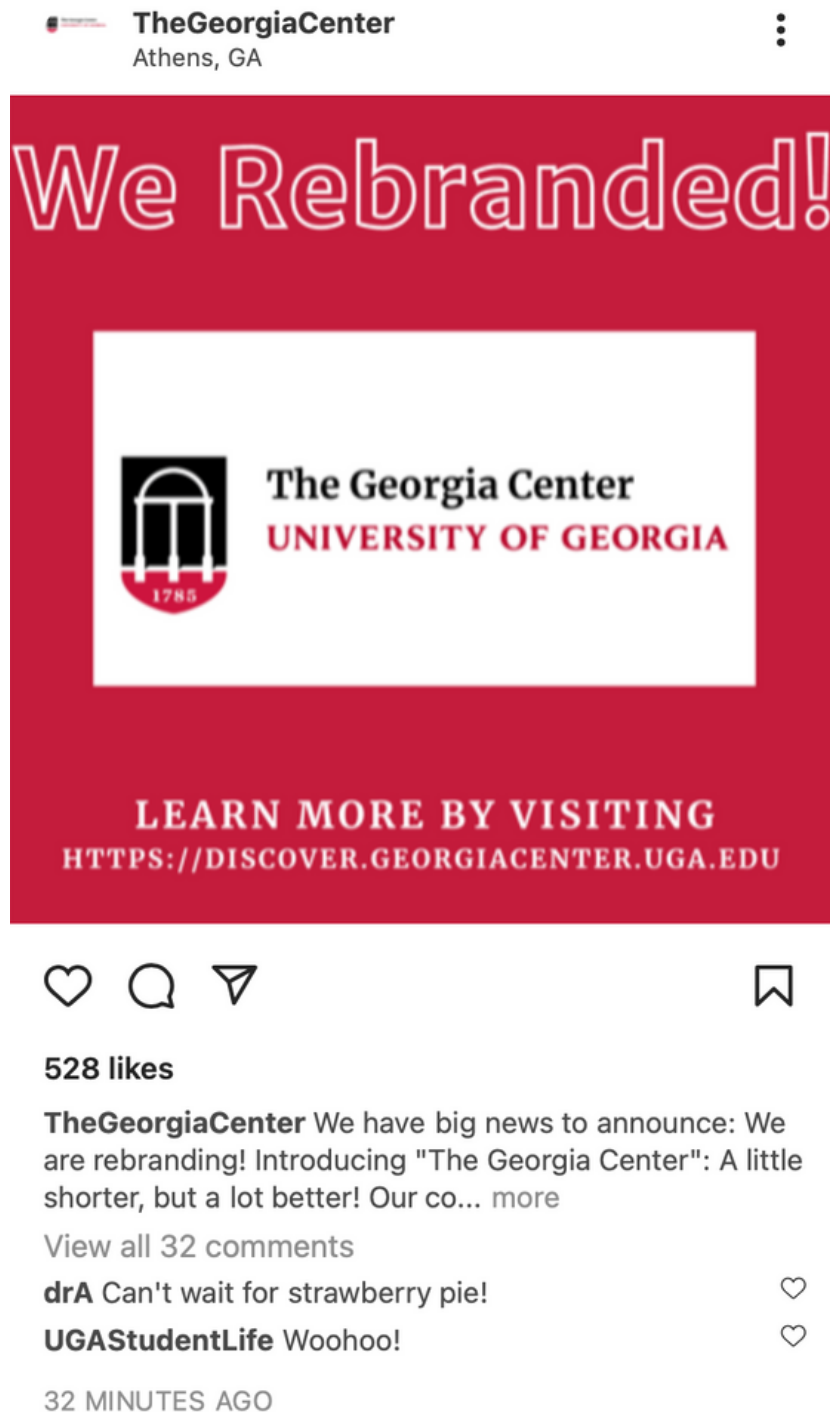 TheGeorgiaCenter
Athens, GA
We Rebranded!
The Georgia Center
UNIVERSITY OF GEORGIA
1785
LEARN MORE BY VISITING
HTTPS://DISCOVER.GEORGIACENTER.UGA.EDU
528 likes
TheGeorgiaCenter We have big news to announce: We
are rebranding! Introducing "The Georgia Center": A little
shorter, but a lot better! Our co... more
View all 32 comments
drA Can't wait for strawberry pie!
UGAStudentLife Woohoo!
32 MINUTES AGO